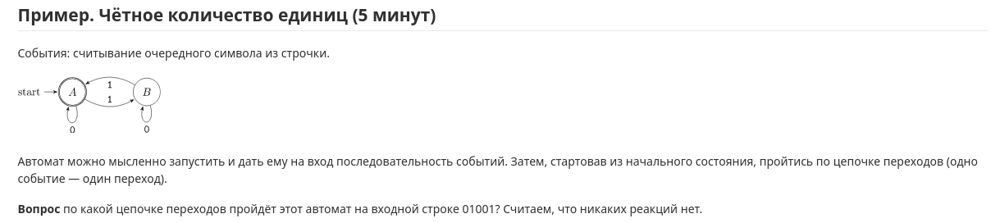 Пример. Чётное количество единиц (5 минут)
События: считывание очередного символа из строчки.
start A 1 1 B
0 0
Автомат можно мысленно запустить и дать ему на вход последовательность событий. Затем, стартовав из начального состояния, пройтись по цепочке переходов (одно
событие — один переход).
Вопрос по какой цепочке переходов пройдёт этот автомат на входной строке 01001? Считаем, что никаких реакций нет.